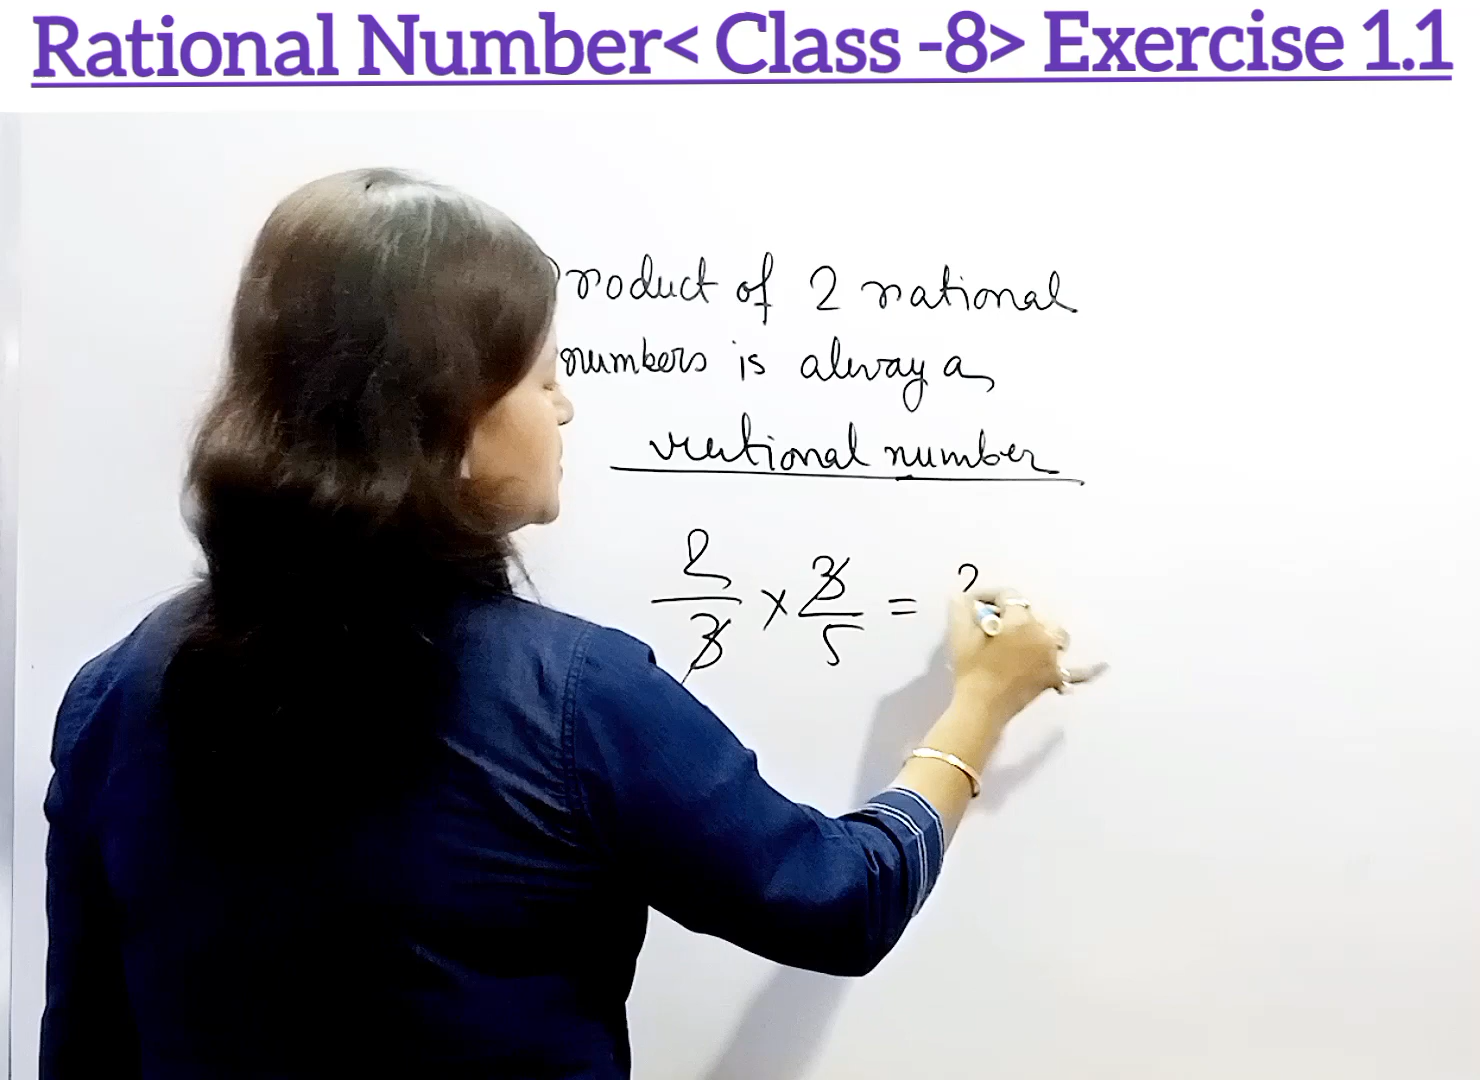 Rational Number< Class -8> Exercise 1.1
Product of 2 rational
numbers is alway a
rational number
2/3 × 3/5 = 2